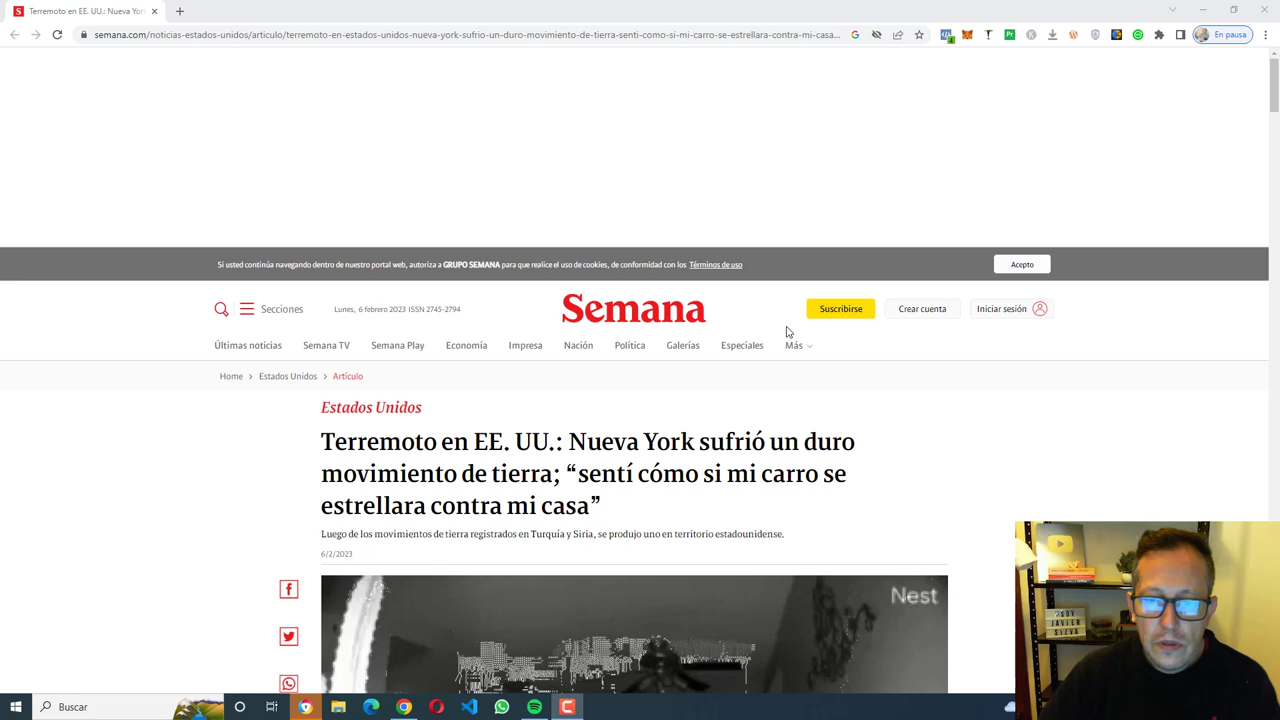 Terremoto en EE. UU.: Nueva Yor
semana.com/noticias-estados-unidos/articulo/terremoto-en-estados-unidos-nueva-york-sufrio-un-duro-movimiento-de-tierra-senti-como-si-mi-carro-se-estrellara-contra-mi-casa...
En pausa
Si usted continúa navegando dentro de nuestro portal web, autoriza a GRUPO SEMANA para que realice el uso de cookies, de conformidad con los Términos de uso
Acepto
Secciones
Lunes, 6 febrero 2023 ISSN 2745-2794
Semana
Suscribirse
Crear cuenta
Iniciar sesión
Últimas noticias
Semana TV
Semana Play
Economía
Impresa
Nación
Política
Galerías
Especiales
Más
Home > Estados Unidos > Artículo
Estados Unidos
Terremoto en EE. UU.: Nueva York sufrió un duro
movimiento de tierra; “sentí cómo si mi carro se
estrellara contra mi casa”
Luego de los movimientos de tierra registrados en Turquía y Siria, se produjo uno en territorio estadounidense.
6/2/2023
Nest
SOY
JAVIER
SILVA
Buscar